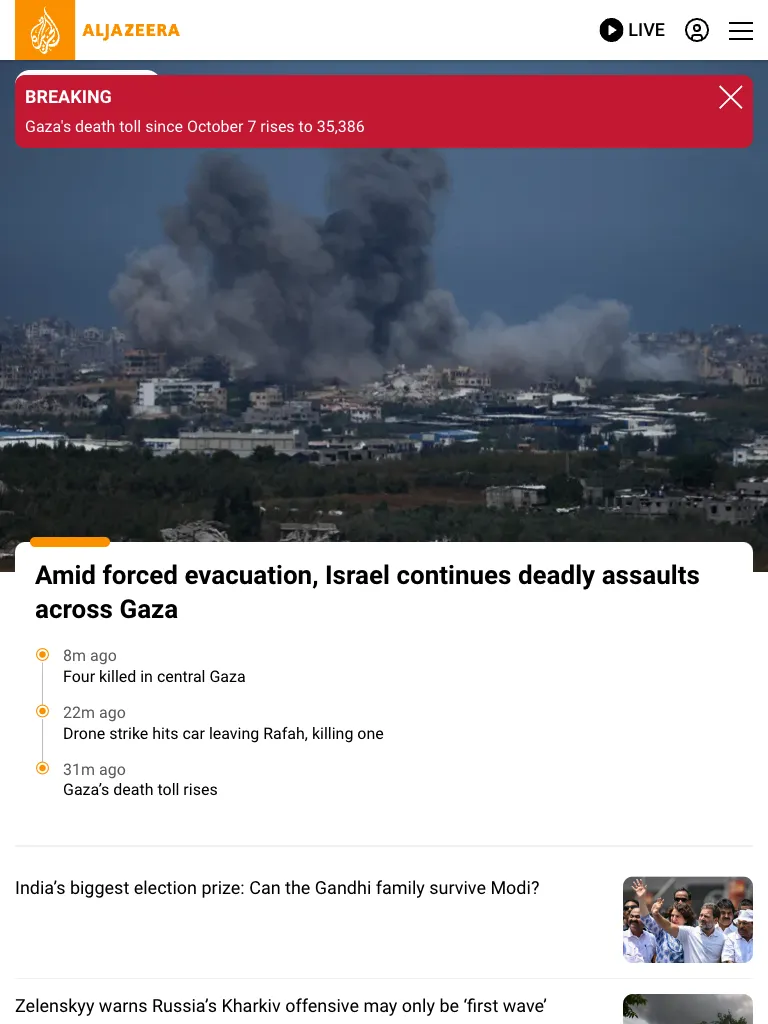 ALJAZEERA
LIVE
BREAKING
Gaza's death toll since October 7 rises to 35,386
Amid forced evacuation, Israel continues deadly assaults
across Gaza
8m ago
Four killed in central Gaza
22m ago
Drone strike hits car leaving Rafah, killing one
31m ago
Gaza’s death toll rises
India’s biggest election prize: Can the Gandhi family survive Modi?
Zelenskyy warns Russia’s Kharkiv offensive may only be ‘first wave’